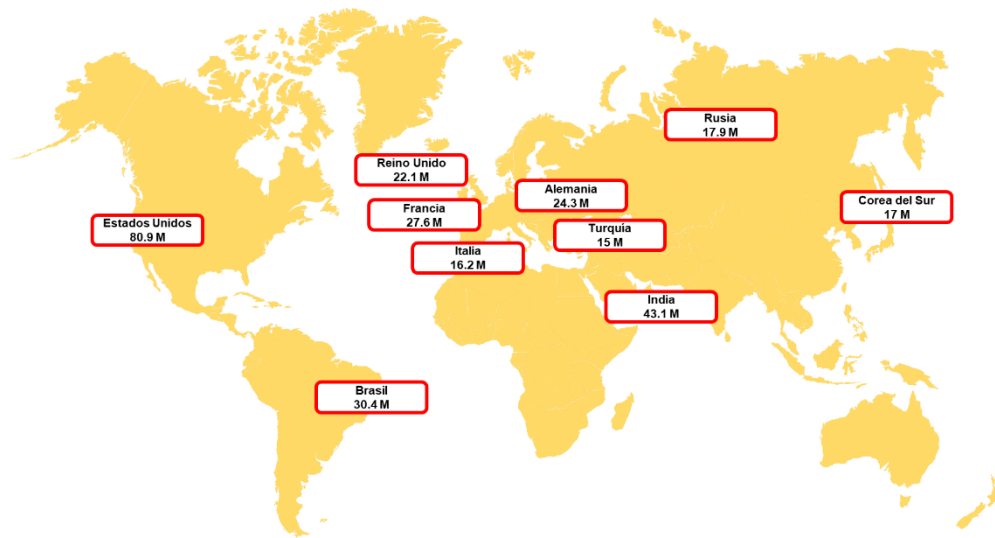 Rusia
17.9 M
Reino Unido
22.1 M
Alemania
24.3 M
Corea del Sur
17 M
Francia
27.6 M
Estados Unidos
80.9 M
Turquía
15 M
Italia
16.2 M
India
43.1 M
Brasil
30.4 M